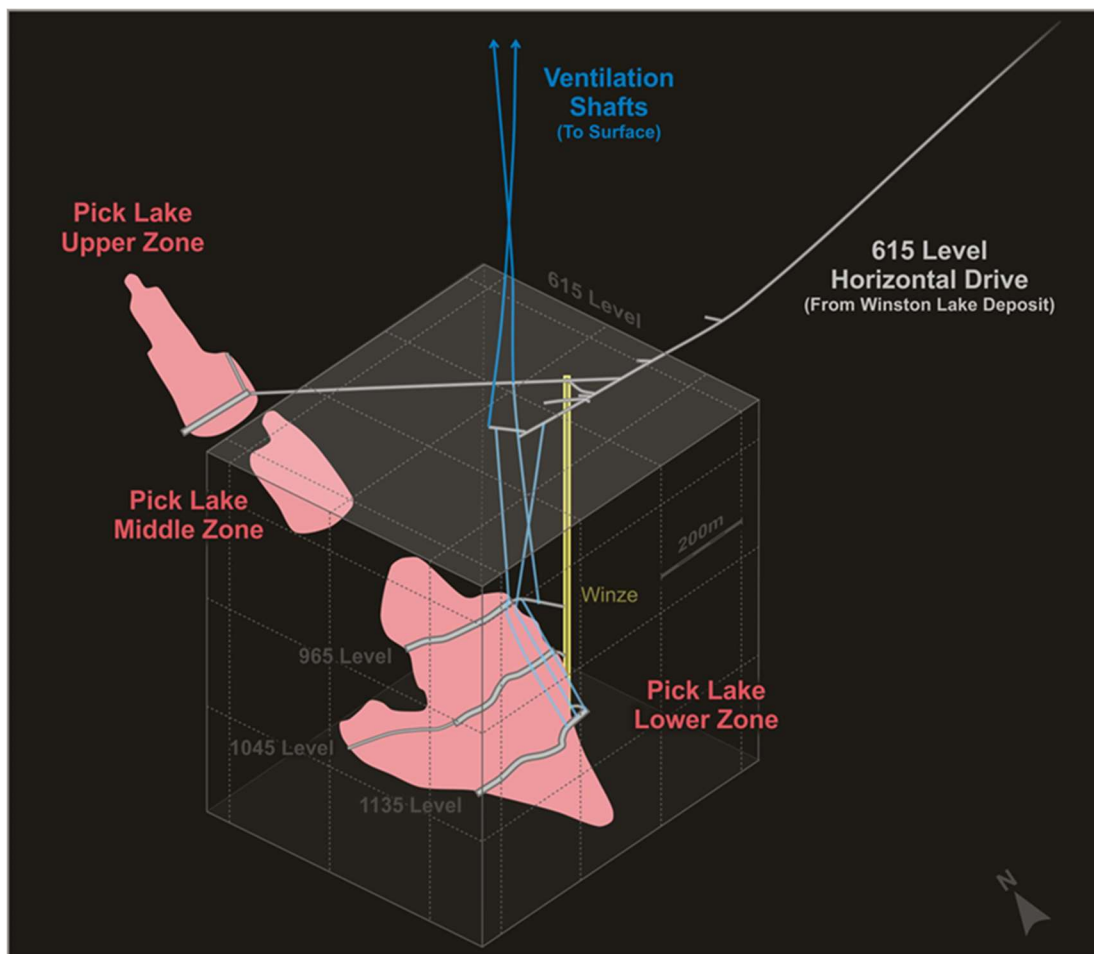 Ventilation
Shafts
(To Surface)
Pick Lake
Upper Zone
615 Level
Horizontal Drive
(From Winston Lake Deposit)
615 Level
Pick Lake
Middle Zone
200m
Winze
965 Level
Pick Lake
Lower Zone
1045 Level
1135 Level
N